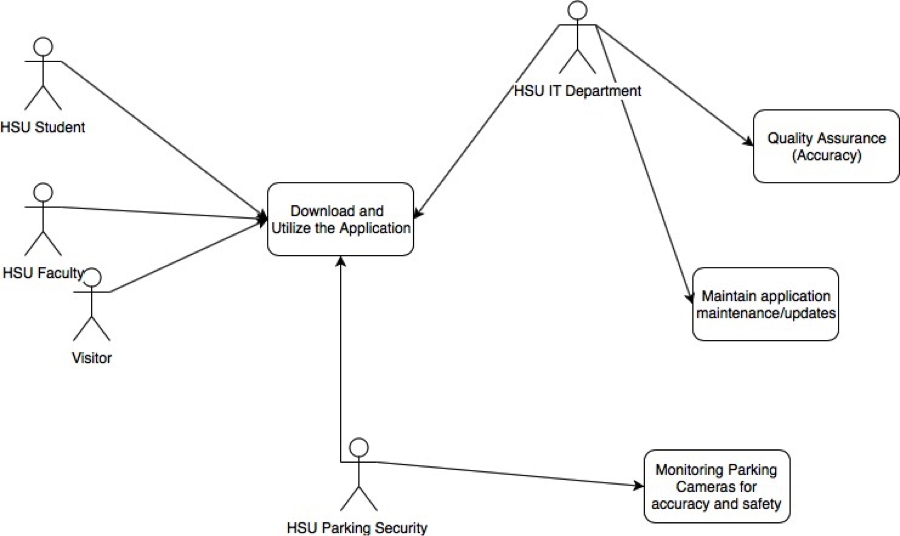 HSU IT Department
HSU Student
Quality Assurance
(Accuracy)
Download and
Utilize the Application
HSU Faculty
Maintain application
maintenance/updates
Visitor
Monitoring Parking
Cameras for
accuracy and safety
HSU Parking Security